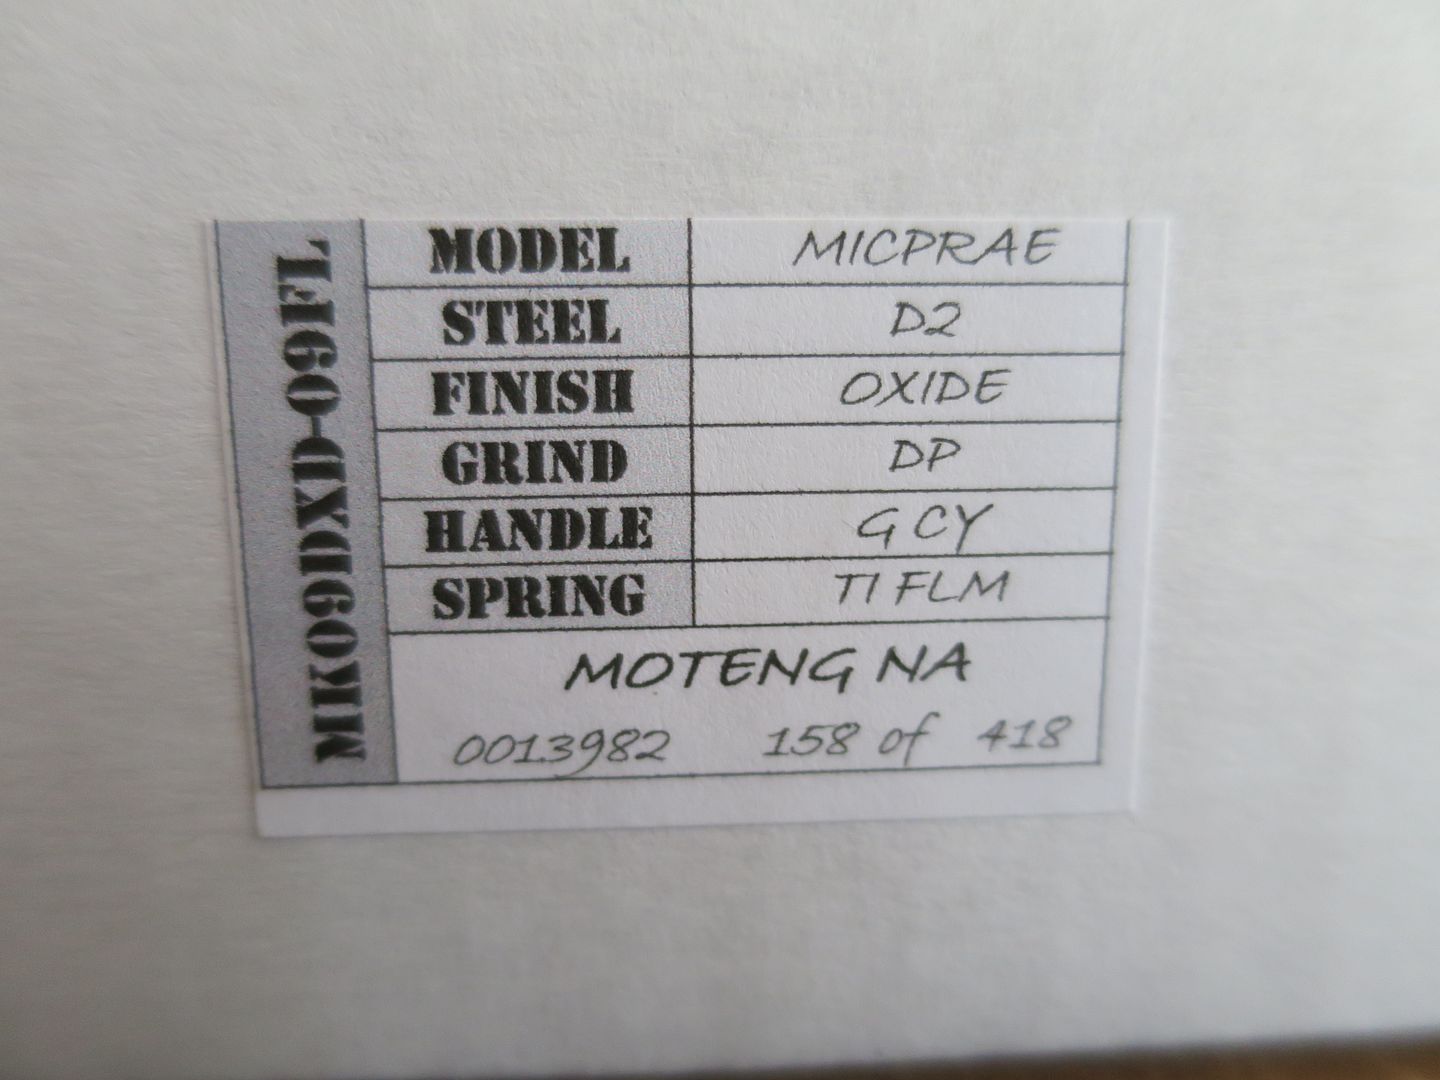 MK09DXD-09FL
MODEL MICPRAE
STEEL D2
FINISH OXIDE
GRIND DP
HANDLE G CY
SPRING TI FLM
MOTENG NA
0013982 158 of 418